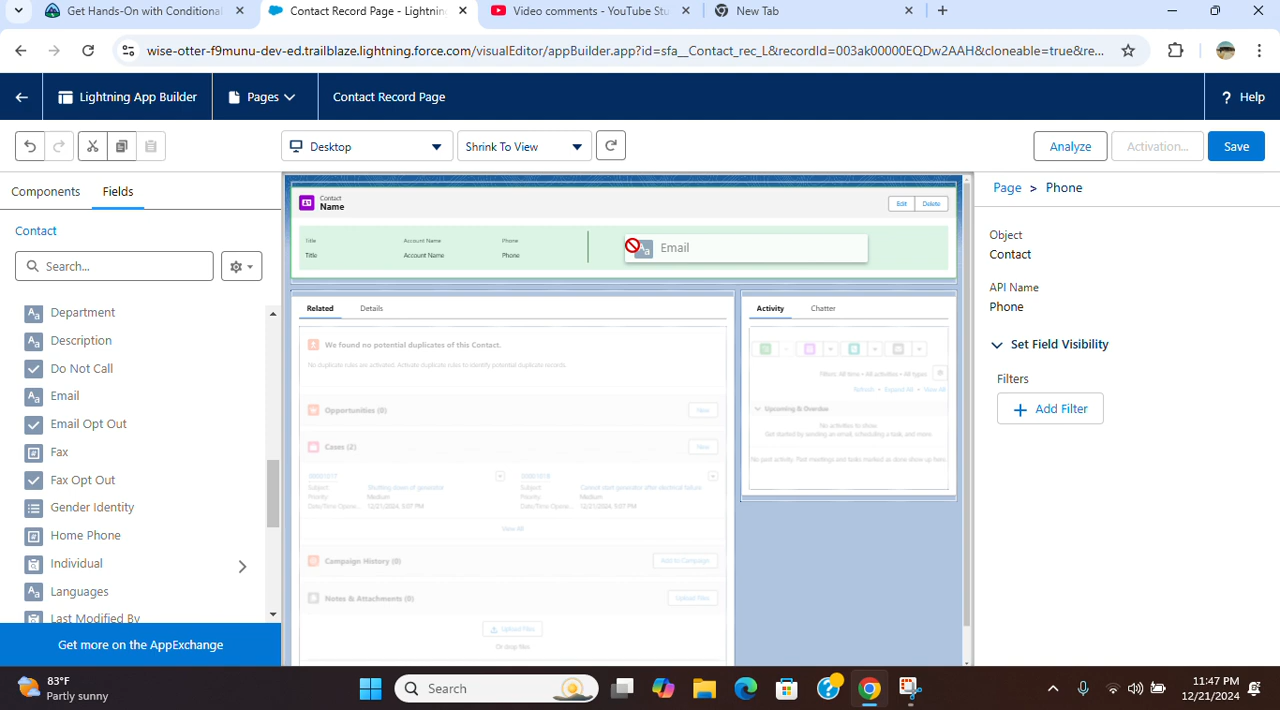 Get Hands-On with Conditional
Contact Record Page - Lightnin
Video comments - YouTube Stu
New Tab
wise-otter-f9munu-dev-ed.trailblaze.lightning.force.com/visualEditor/appBuilder.app?id=sfa__Contact_rec_L&recordId=003ak00000EQDw2AAH&cloneable=true&re...
Lightning App Builder
Pages
Contact Record Page
? Help
Desktop
Shrink To View
Analyze
Activation...
Save
Components
Fields
Contact
Search...
Department
Description
Do Not Call
Email
Email Opt Out
Fax
Fax Opt Out
Gender Identity
Home Phone
Individual
Languages
Last Modified By
Get more on the AppExchange
Contact
Name
Edit
Delete
Title
Account Name
Phone
Title
Account Name
Phone
Aa Email
Related
Details
We found no potential duplicates of this Contact.
No duplicate rules are activated. Activate duplicate rules to identify potential duplicate records.
Opportunities (0)
New
Cases (2)
New
00001017
Subject: Shutting down of generator
Priority: Medium
Date/Time Opene... 12/21/2024, 5:07 PM
00001018
Subject: Cannot start generator after electrical failure
Priority: Medium
Date/Time Opene... 12/21/2024, 5:07 PM
View All
Campaign History (0)
Add to Campaign
Notes & Attachments (0)
Upload Files
Upload Files
Or drop files
Activity
Chatter
Filters: All time • All activities • All types
Refresh • Expand All • View All
Upcoming & Overdue
No activities to show.
Get started by sending an email, scheduling a task, and more.
No past activity. Past meetings and tasks marked as done show up here.
Page > Phone
Object
Contact
API Name
Phone
Set Field Visibility
Filters
Add Filter
83°F
Partly sunny
Search
11:47 PM
12/21/2024